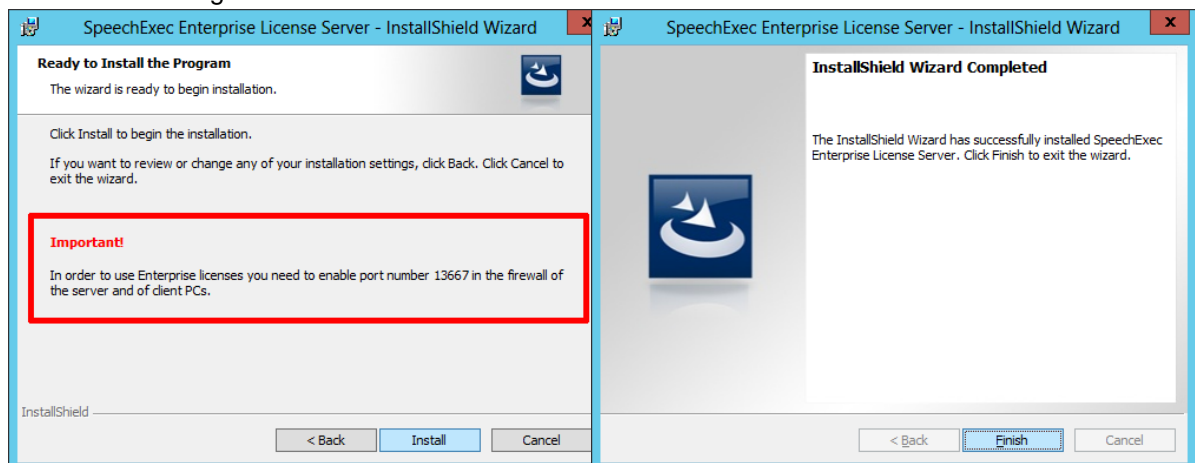 SpeechExec Enterprise License Server - InstallShield Wizard
Ready to Install the Program
The wizard is ready to begin installation.
Click Install to begin the installation.
If you want to review or change any of your installation settings, click Back. Click Cancel to
exit the wizard.
Important!
In order to use Enterprise licenses you need to enable port number 13667 in the firewall of
the server and of client PCs.
InstallShield
< Back
Install
Cancel
SpeechExec Enterprise License Server - InstallShield Wizard
InstallShield Wizard Completed
The InstallShield Wizard has successfully installed SpeechExec
Enterprise License Server. Click Finish to exit the wizard.
< Back
Finish
Cancel